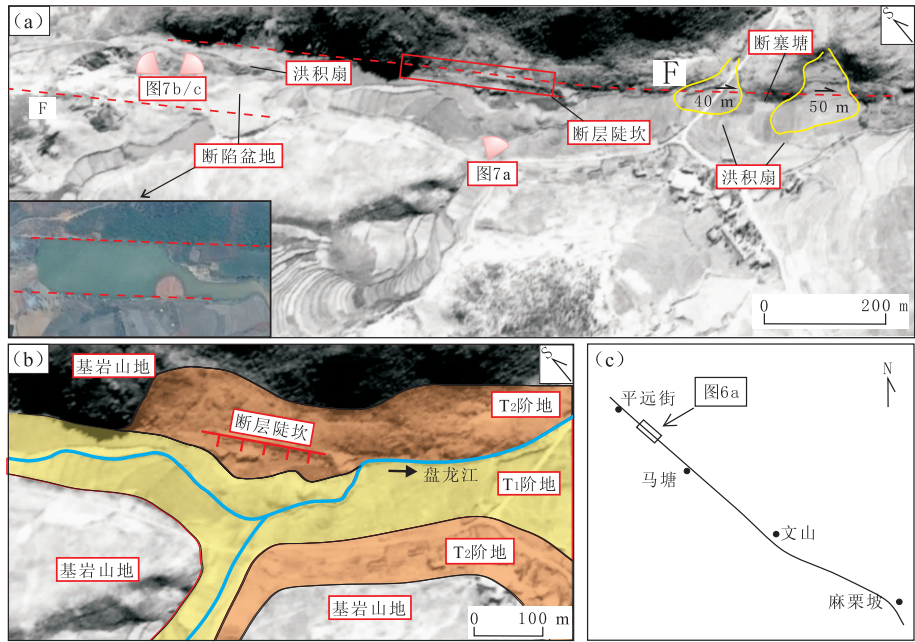 (a)
S
断塞塘
洪积扇
F
图7b/c
40 m
50 m
F
断层陡坎
断陷盆地
图7a
洪积扇
0 200 m
(b)
S
基岩山地
T2阶地
断层陡坎
盘龙江
T1阶地
T2阶地
基岩山地
基岩山地
0 100 m
(c)
N
图6a
平远街
马塘
文山
麻栗坡